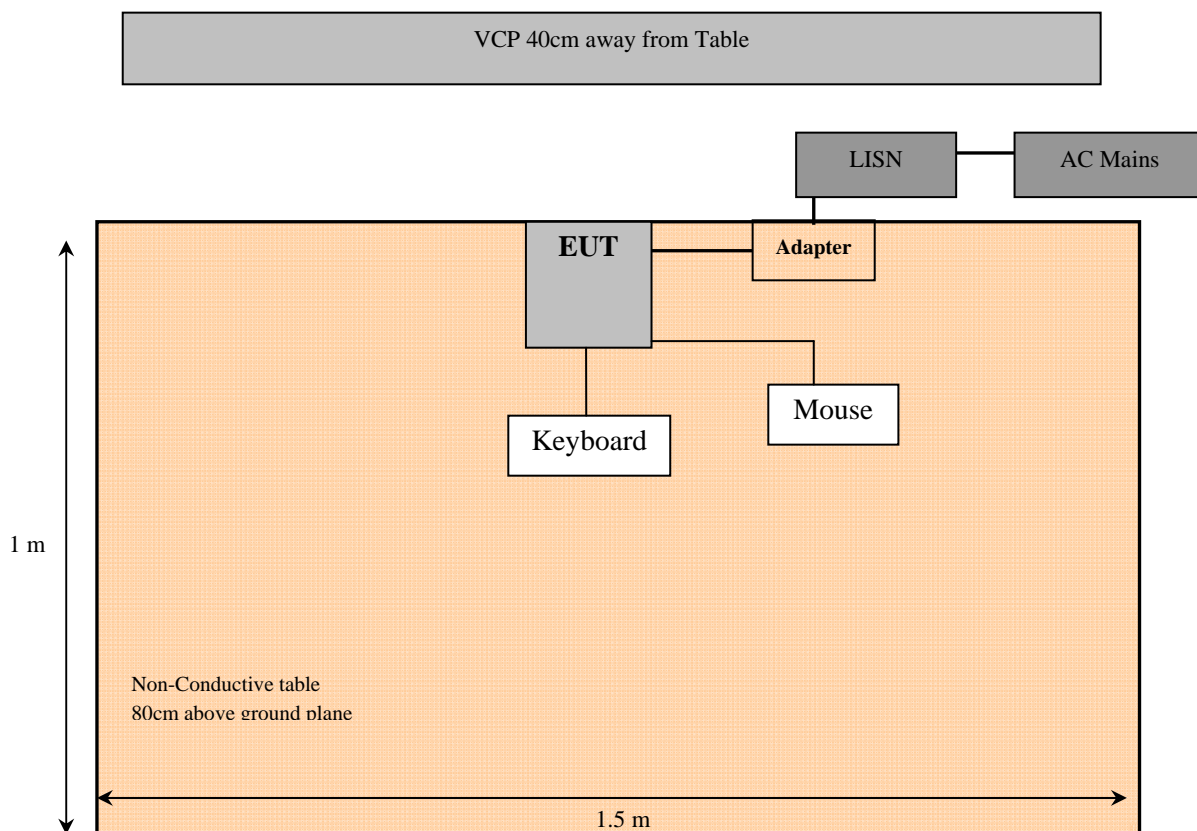 VCP 40cm away from Table
LISN
AC Mains
EUT
Adapter
Mouse
Keyboard
1 m
Non-Conductive table
80cm above ground plane
1.5 m